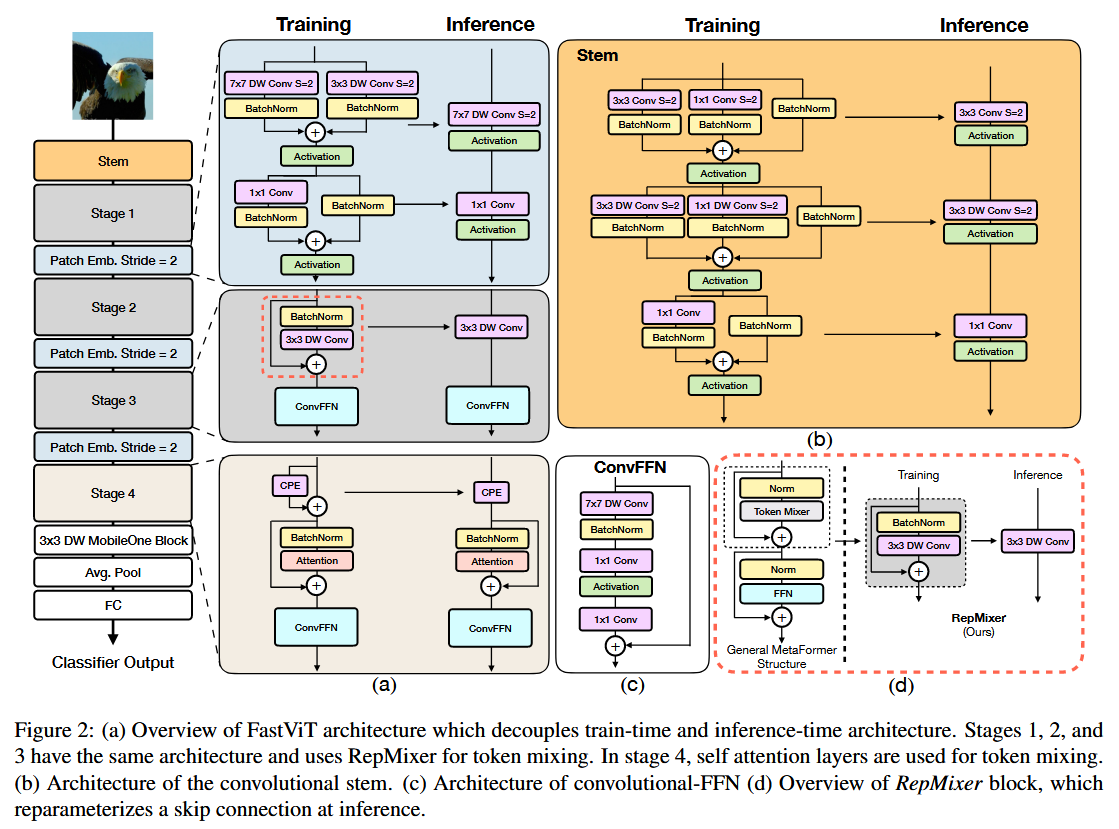 Training
Inference
Training
Inference
Stem
Stage 1
Patch Emb. Stride = 2
Stage 2
Patch Emb. Stride = 2
Stage 3
Patch Emb. Stride = 2
Stage 4
3x3 DW MobileOne Block
Avg. Pool
FC
Classifier Output
7x7 DW Conv S=2
3x3 DW Conv S=2
BatchNorm
BatchNorm
+
Activation
1x1 Conv
BatchNorm
BatchNorm
+
Activation
7x7 DW Conv S=2
Activation
1x1 Conv
Activation
BatchNorm
3x3 DW Conv
+
ConvFFN
3x3 DW Conv
ConvFFN
CPE
+
BatchNorm
Attention
+
ConvFFN
CPE
BatchNorm
Attention
+
ConvFFN
(a)
Stem
3x3 Conv S=2
1x1 Conv S=2
BatchNorm
BatchNorm
BatchNorm
+
Activation
3x3 DW Conv S=2
1x1 DW Conv S=2
BatchNorm
BatchNorm
BatchNorm
+
Activation
1x1 Conv
BatchNorm
BatchNorm
+
Activation
3x3 Conv S=2
Activation
3x3 DW Conv S=2
Activation
1x1 Conv
Activation
(b)
ConvFFN
7x7 DW Conv
BatchNorm
1x1 Conv
Activation
1x1 Conv
+
(c)
Norm
Token Mixer
+
Norm
FFN
+
General MetaFormer
Structure
Training
Inference
BatchNorm
3x3 DW Conv
+
3x3 DW Conv
RepMixer
(Ours)
(d)
Figure 2: (a) Overview of FastViT architecture which decouples train-time and inference-time architecture. Stages 1, 2, and
3 have the same architecture and uses RepMixer for token mixing. In stage 4, self attention layers are used for token mixing.
(b) Architecture of the convolutional stem. (c) Architecture of convolutional-FFN (d) Overview of RepMixer block, which
reparameterizes a skip connection at inference.